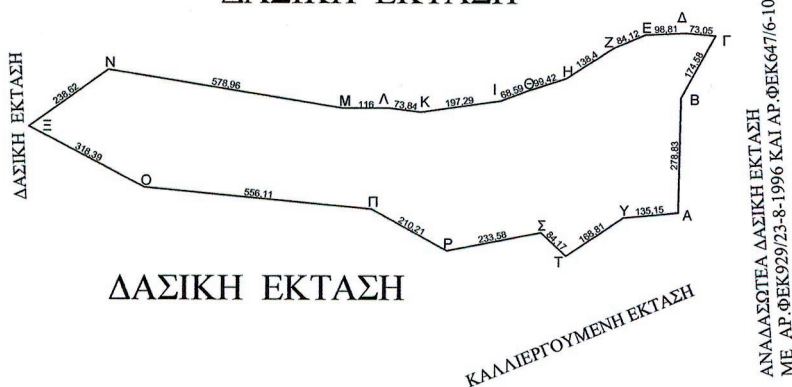 ΔΑΣΙΚΗ ΕΚΤΑΣΗ
ΔΑΣΙΚΗ ΕΚΤΑΣΗ
Ν
238,62
578,96
Μ
116
Λ
73,84
Κ
197,29
Ι
68,59
Θ
99,42
Η
138,4
Ζ
84,12
Ε
98,81
Δ
73,05
Γ
174,58
Β
278,83
Α
135,15
Υ
168,81
Τ
84,17
Σ
233,58
Ρ
210,21
Π
556,11
Ο
318,39
Ξ
ΔΑΣΙΚΗ ΕΚΤΑΣΗ
ΚΑΛΛΙΕΡΓΟΥΜΕΝΗ ΕΚΤΑΣΗ
ΑΝΑΔΑΣΩΤΕΑ ΔΑΣΙΚΗ ΕΚΤΑΣΗ
ΜΕ ΑΡ.ΦΕΚ929/23-8-1996 ΚΑΙ ΑΡ.ΦΕΚ647/6-10